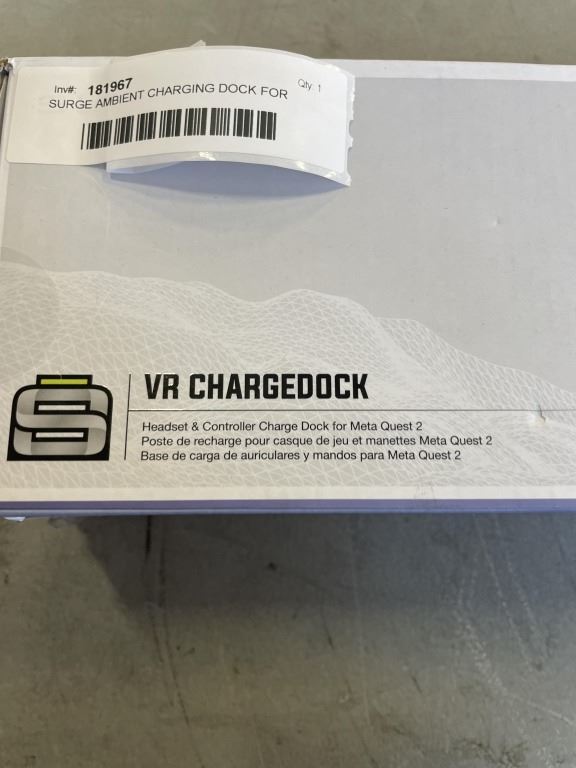 Inv#: 181967 Qty: 1
SURGE AMBIENT CHARGING DOCK FOR
VR CHARGEDOCK
Headset & Controller Charge Dock for Meta Quest 2
Poste de recharge pour casque de jeu et manettes Meta Quest 2
Base de carga de auriculares y mandos para Meta Quest 2